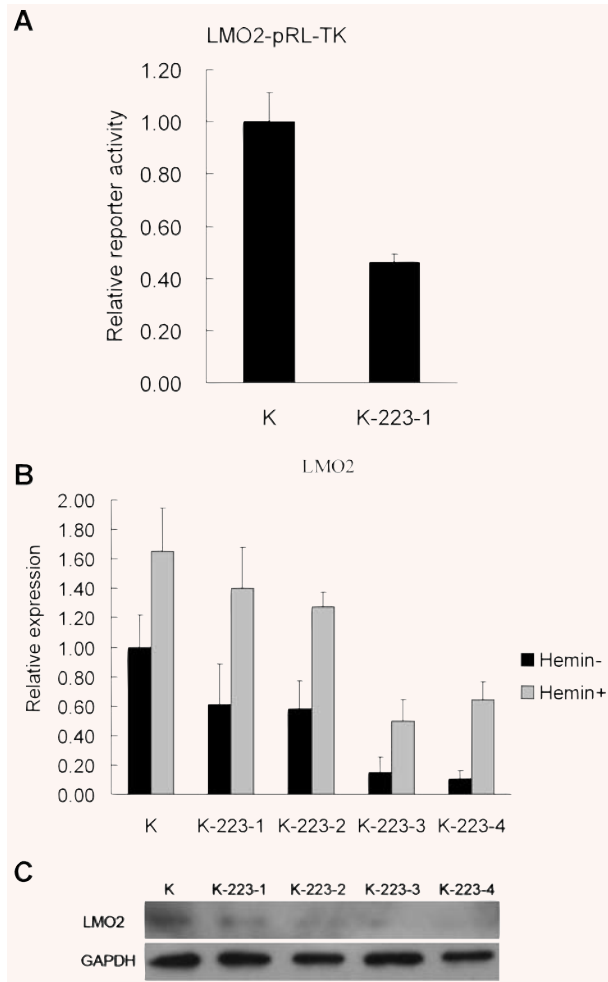 A
LMO2-pRL-TK
Relative reporter activity
1.20
1.00
0.80
0.60
0.40
0.20
0.00
K K-223-1
B
LMO2
Relative expression
2.00
1.80
1.60
1.40
1.20
1.00
0.80
0.60
0.40
0.20
0.00
Hemin-
Hemin+
K K-223-1 K-223-2 K-223-3 K-223-4
C
K K-223-1 K-223-2 K-223-3 K-223-4
LMO2
GAPDH